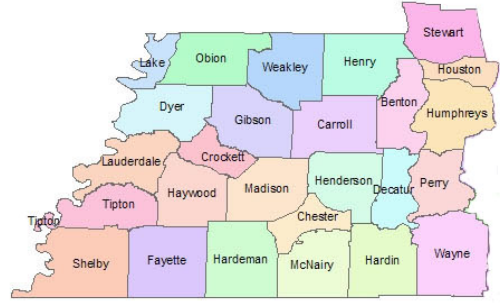 Stewart
Lake
Obion
Weakley
Henry
Houston
Dyer
Gibson
Carroll
Benton
Humphreys
Lauderdale
Crockett
Haywood
Madison
Henderson
Decatur
Perry
Tipton
Tipton
Chester
Shelby
Fayette
Hardeman
McNairy
Hardin
Wayne